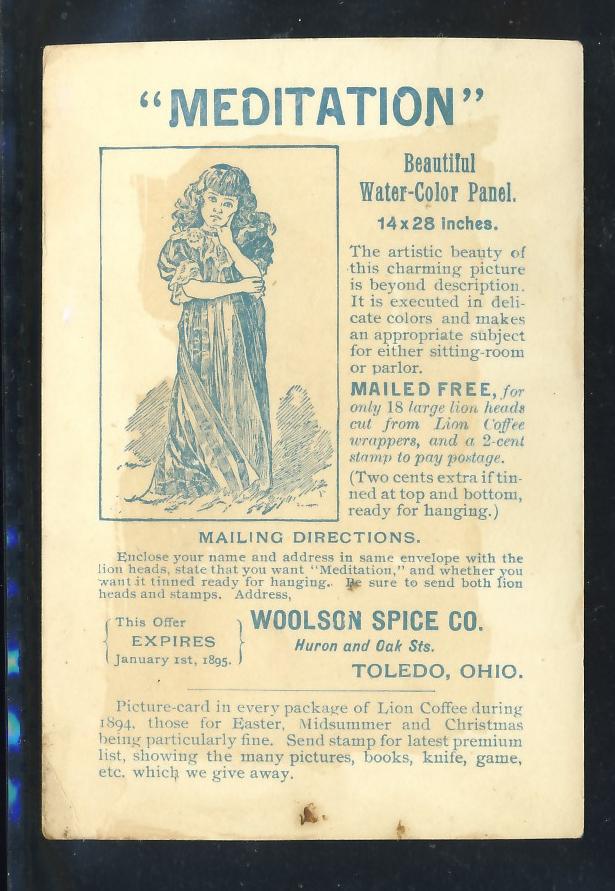 "MEDITATION"
Beautiful
Water-Color Panel.
14x28 inches.
The artistic beauty of
this charming picture
is beyond description.
It is executed in deli-
cate colors and makes
an appropriate subject
for either sitting-room
or parlor.
MAILED FREE, for
only 18 large lion heads
cut from Lion Coffee
wrappers, and a 2-cent
stamp to pay postage.
(Two cents extra if tin-
ned at top and bottom,
ready for hanging.)
MAILING DIRECTIONS.
Enclose your name and address in same envelope with the
lion heads, state that you want "Meditation," and whether you
want it tinned ready for hanging. Be sure to send both lion
heads and stamps. Address,
This Offer
EXPIRES
January 1st, 1895.
WOOLSON SPICE CO.
Huron and Oak Sts.
TOLEDO, OHIO.
Picture-card in every package of Lion Coffee during
1894, those for Easter, Midsummer and Christmas
being particularly fine. Send stamp for latest premium
list, showing the many pictures, books, knife, game,
etc. which we give away.